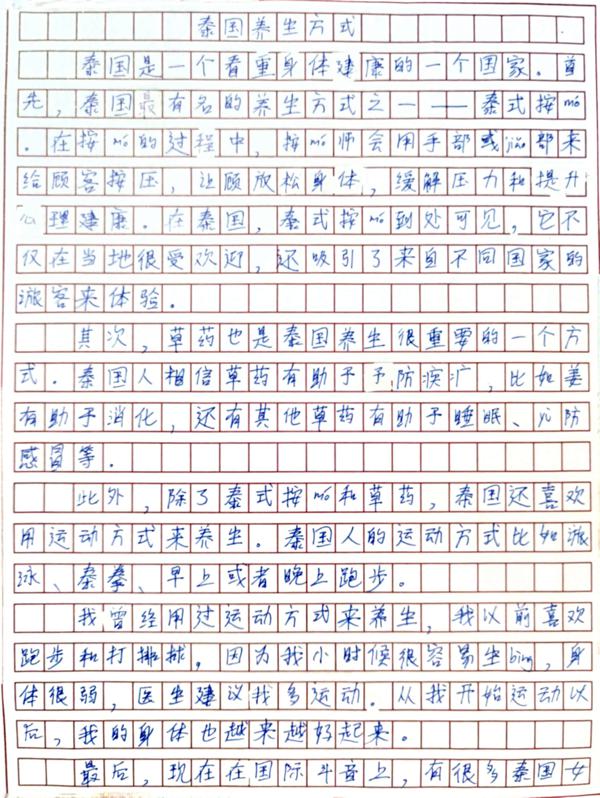 泰国养生方式
泰国是一个看重身体建康的一个国家。首
先，泰国最有名的养生方式之一——泰式按mó
。在按mó的过程中，按mó师会用手部或jiǎo部来
给顾客按压，让顾放松身体，缓解压力和提升
心理建康。在泰国，泰式按mó到处可见，它不
仅在当地很受欢迎，还吸引了来自不同国家的
游客来体验。
其次，草药也是泰国养生很重要的一个方
式。泰国人相信草药有助于予防疾疒，比如姜
有助于消化，还有其他草药有助于睡眠、防
感冒等。
此外，除了泰式按mó和草药，泰国还喜欢
用运动方式来养生。泰国人的运动方式比如游
泳、泰拳、早上或者晚上跑步。
我曾经用过运动方式来养生，我以前喜欢
跑步和打排球，因为我小时候很容易生bìng，身
体很弱，医生建议我多运动。从我开始运动以
后，我的身体也越来越好起来。
最后，现在在国际斗音上，有很多泰国女